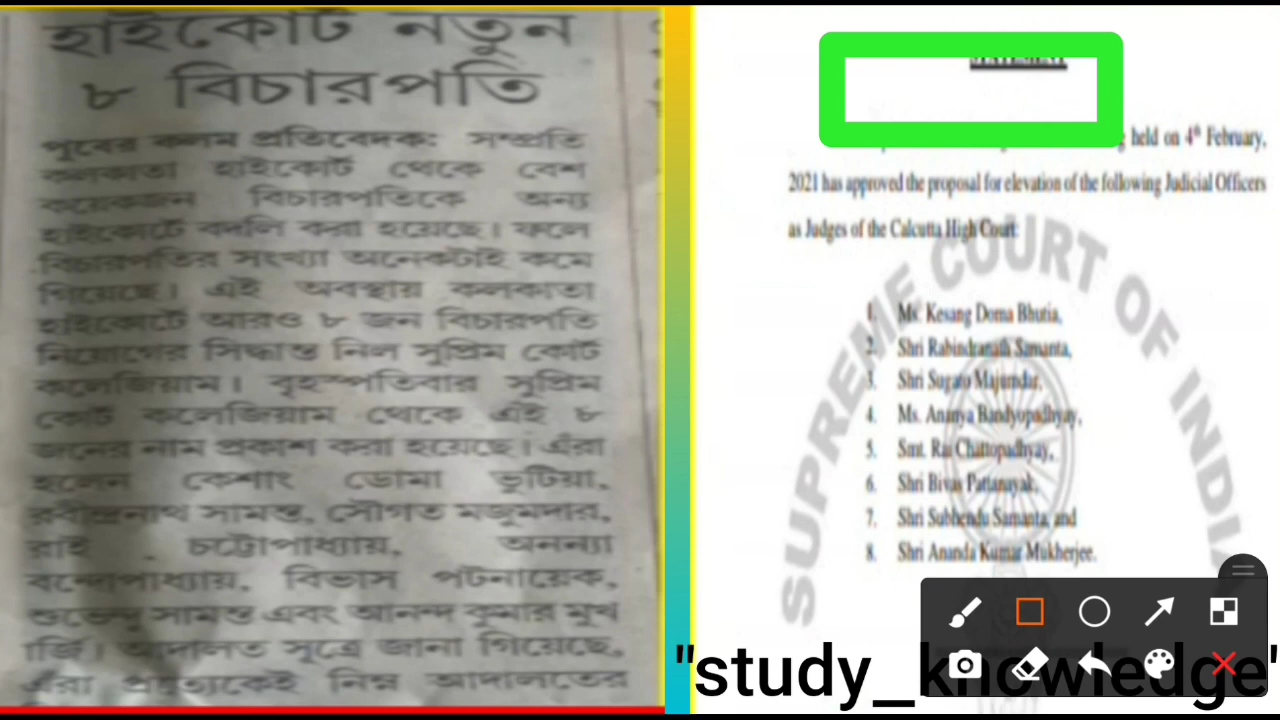 হাইকোর্ট নতুন
৮ বিচারপতি
পুবের কলম প্রতিবেদক: সম্প্রতি
কলকাতা হাইকোর্ট থেকে বেশ
কয়েকজন বিচারপতিকে অন্য
হাইকোর্টে বদলি করা হয়েছে। ফলে
বিচারপতির সংখ্যা অনেকটাই কমে
গিয়েছে। এই অবস্থায় কলকাতা
হাইকোর্টে আরও ৮ জন বিচারপতি
নিয়োগের সিদ্ধান্ত নিল সুপ্রিম কোর্ট
কলেজিয়াম। বৃহস্পতিবার সুপ্রিম
কোর্ট কলেজিয়াম থেকে এই ৮
জনের নাম প্রকাশ করা হয়েছে। এঁরা
হলেন কেশাং ডোমা ভুটিয়া,
রবীন্দ্রনাথ সামন্ত, সৌগত মজুমদার,
রাই চট্টোপাধ্যায়, অনন্যা
বন্দোপাধ্যায়, বিভাস পটনায়েক,
শুভেন্দু সামন্ত এবং আনন্দ কুমার মুখ
র্জি। আদালত সূত্রে জানা গিয়েছে,
এঁরা প্রত্যেকেই নিম্ন আদালতের
held on 4th February,
2021 has approved the proposal for elevation of the following Judicial Officers
as Judges of the Calcutta High Court:
1. Ms. Kesang Doma Bhutia,
2. Shri Rabindranath Samanta,
3. Shri Sugato Majumdar,
4. Ms. Ananya Bandyopadhyay,
5. Smt. Rai Chattopadhyay,
6. Shri Bivas Pattanayak,
7. Shri Subhendu Samanta, and
8. Shri Ananda Kumar Mukherjee.
SUPREME COURT OF INDIA
"study_knowledge"